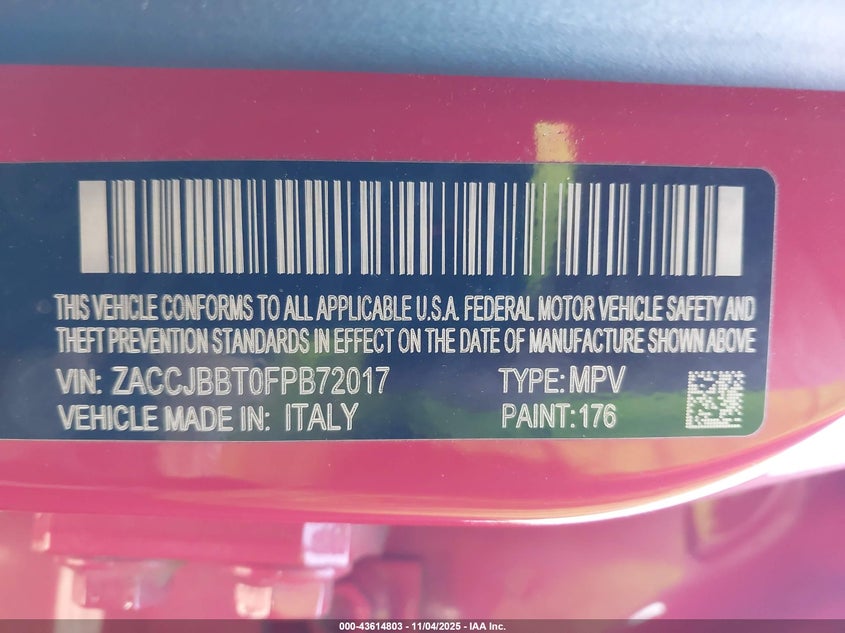 THIS VEHICLE CONFORMS TO ALL APPLICABLE U.S.A. FEDERAL MOTOR VEHICLE SAFETY AND
THEFT PREVENTION STANDARDS IN EFFECT ON THE DATE OF MANUFACTURE SHOWN ABOVE
VIN: ZACCJBBT0FPB72017 TYPE: MPV
VEHICLE MADE IN: ITALY PAINT: 176
000-43614803 — 11/04/2025 — IAA Inc.